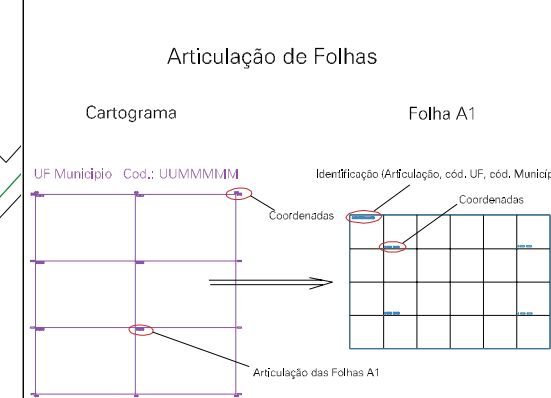 Articulação de Folhas
Cartograma
Folha A1
UF Municipio Cod.: UUMMMMM
Identificação (Articulação, cód. UF, cód. Municíp
Coordenadas
Coordenadas
Articulação das Folhas A1